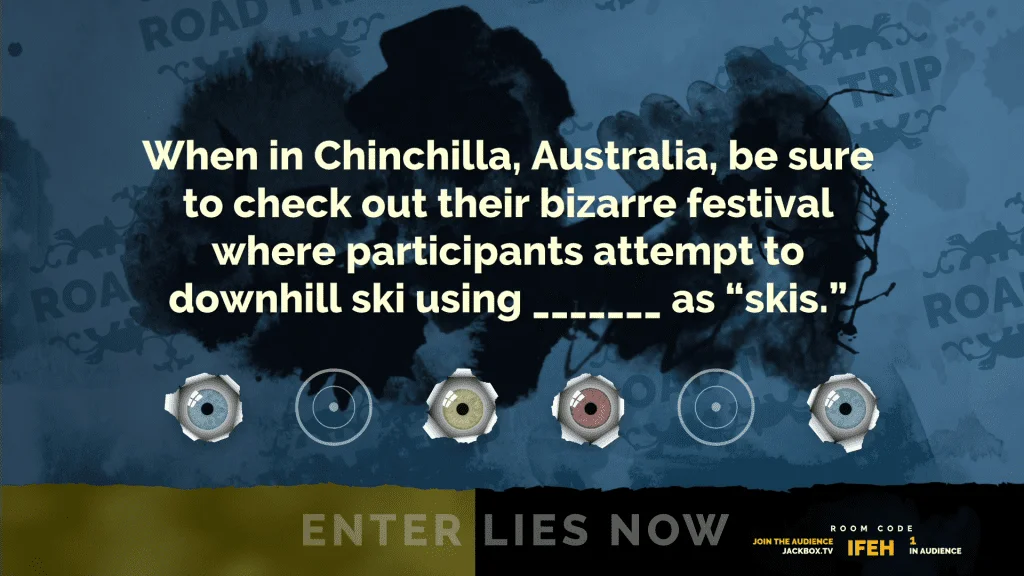 ROAD TRIP
TRIP
When in Chinchilla, Australia, be sure
to check out their bizarre festival
where participants attempt to
downhill ski using _______ as “skis.”
ROAD
ROAD
ROAD TRIP
ENTER LIES NOW
ROOM CODE
JOIN THE AUDIENCE
JACKBOX.TV
IFEH
1
IN AUDIENCE